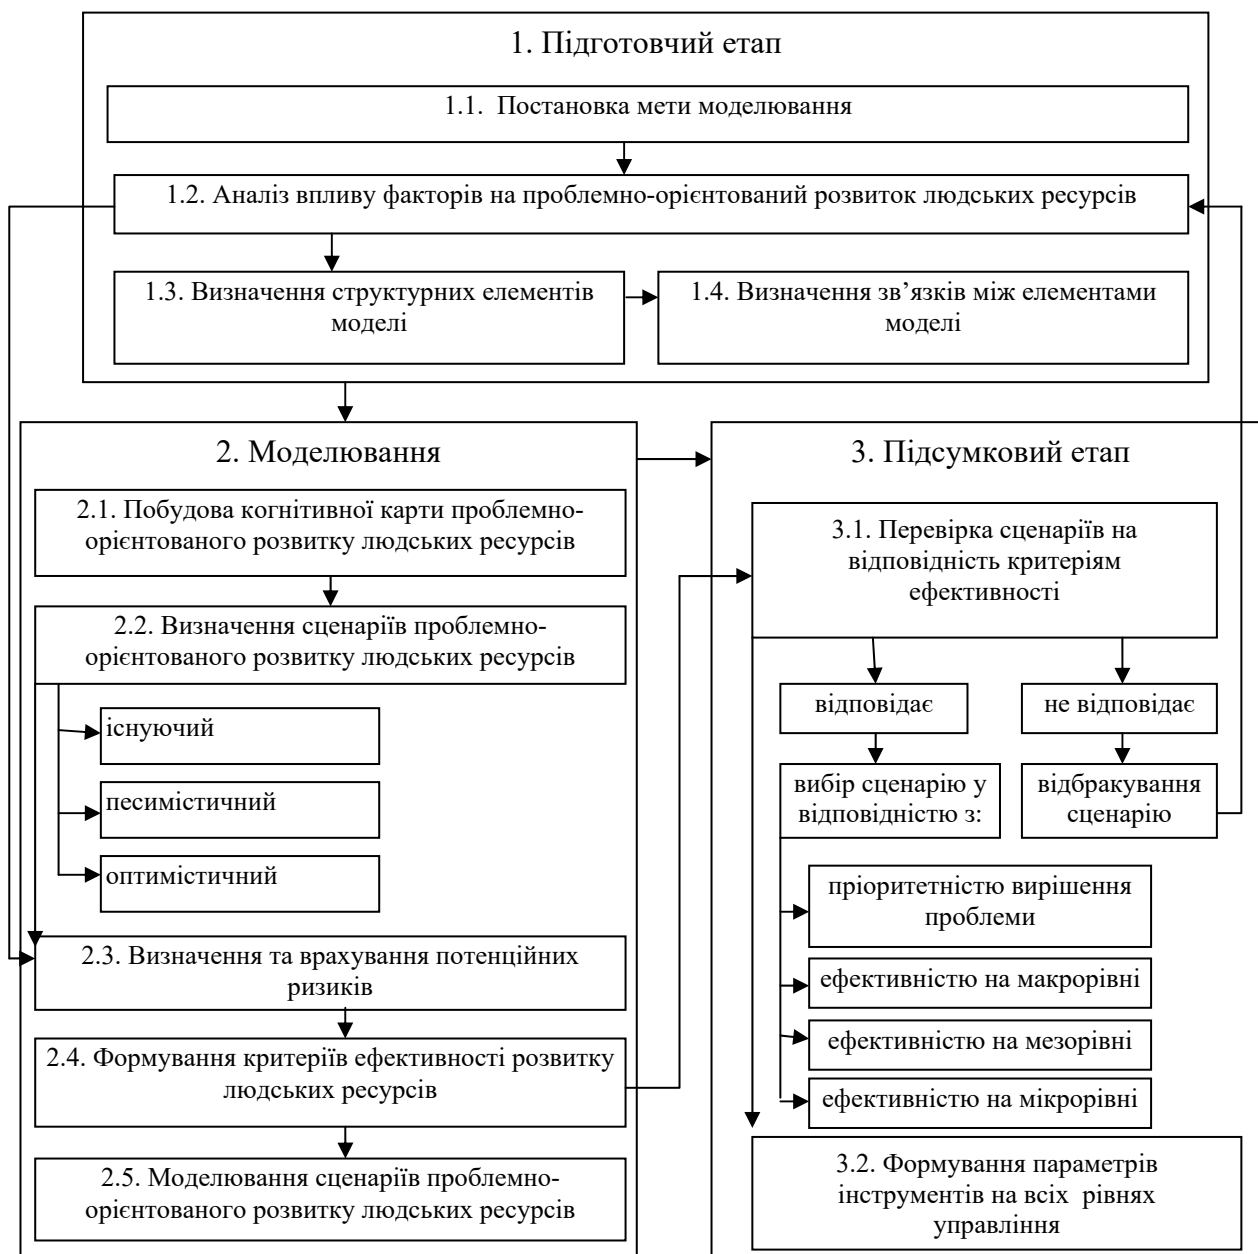 1. Підготовчий етап
1.1. Постановка мети моделювання
1.2. Аналіз впливу факторів на проблемно-орієнтований розвиток людських ресурсів
1.3. Визначення структурних елементів
моделі
1.4. Визначення зв’язків між елементами
моделі
2. Моделювання
2.1. Побудова когнітивної карти проблемно-
орієнтованого розвитку людських ресурсів
2.2. Визначення сценаріїв проблемно-
орієнтованого розвитку людських ресурсів
існуючий
песимістичний
оптимістичний
2.3. Визначення та врахування потенційних
ризиків
2.4. Формування критеріїв ефективності розвитку
людських ресурсів
2.5. Моделювання сценаріїв проблемно-
орієнтованого розвитку людських ресурсів
3. Підсумковий етап
3.1. Перевірка сценаріїв на
відповідність критеріям
ефективності
відповідає
не відповідає
вибір сценарію у
відповідністю з:
відбракування
сценарію
пріоритетністю вирішення
проблеми
ефективністю на макрорівні
ефективністю на мезорівні
ефективністю на мікрорівні
3.2. Формування параметрів
інструментів на всіх рівнях
управління